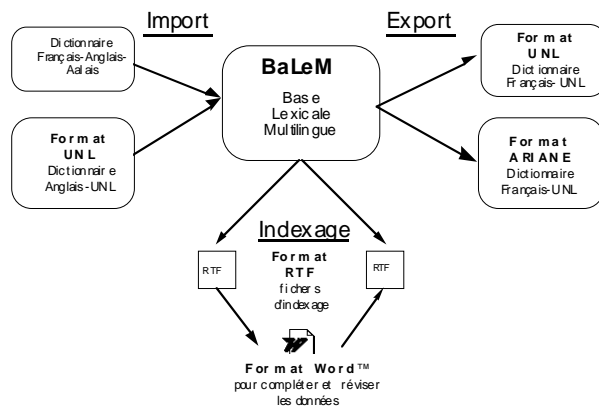 Import
Export
Dictionnaire
Français-Anglais-
Aalais
Format
UNL
Dictionnaire
Anglais-UNL
BaLeM
Base
Lexicale
Multilingue
Format
UNL
Dictionnaire
Français-UNL
Format
ARIANE
Dictionnaire
Français-UNL
Indexage
RTF
Format
RTF
fichers
d'indexage
RTF
Format Word™
pour compléter et réviser
les données